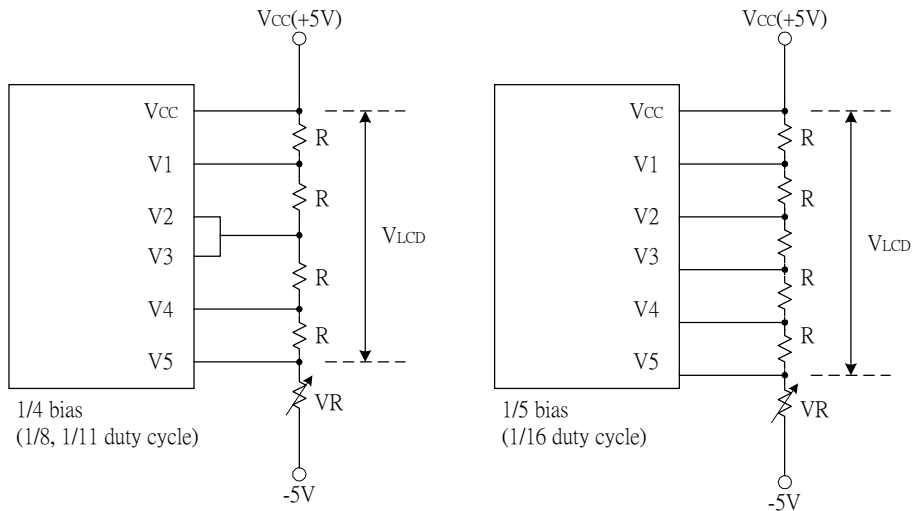 Vcc(+5V)
Vcc
R
V1
R
V2
VLCD
V3
R
V4
R
V5
VR
1/4 bias
(1/8, 1/11 duty cycle)
-5V
Vcc(+5V)
Vcc
R
V1
R
V2
VLCD
V3
R
V4
R
V5
VR
1/5 bias
(1/16 duty cycle)
-5V